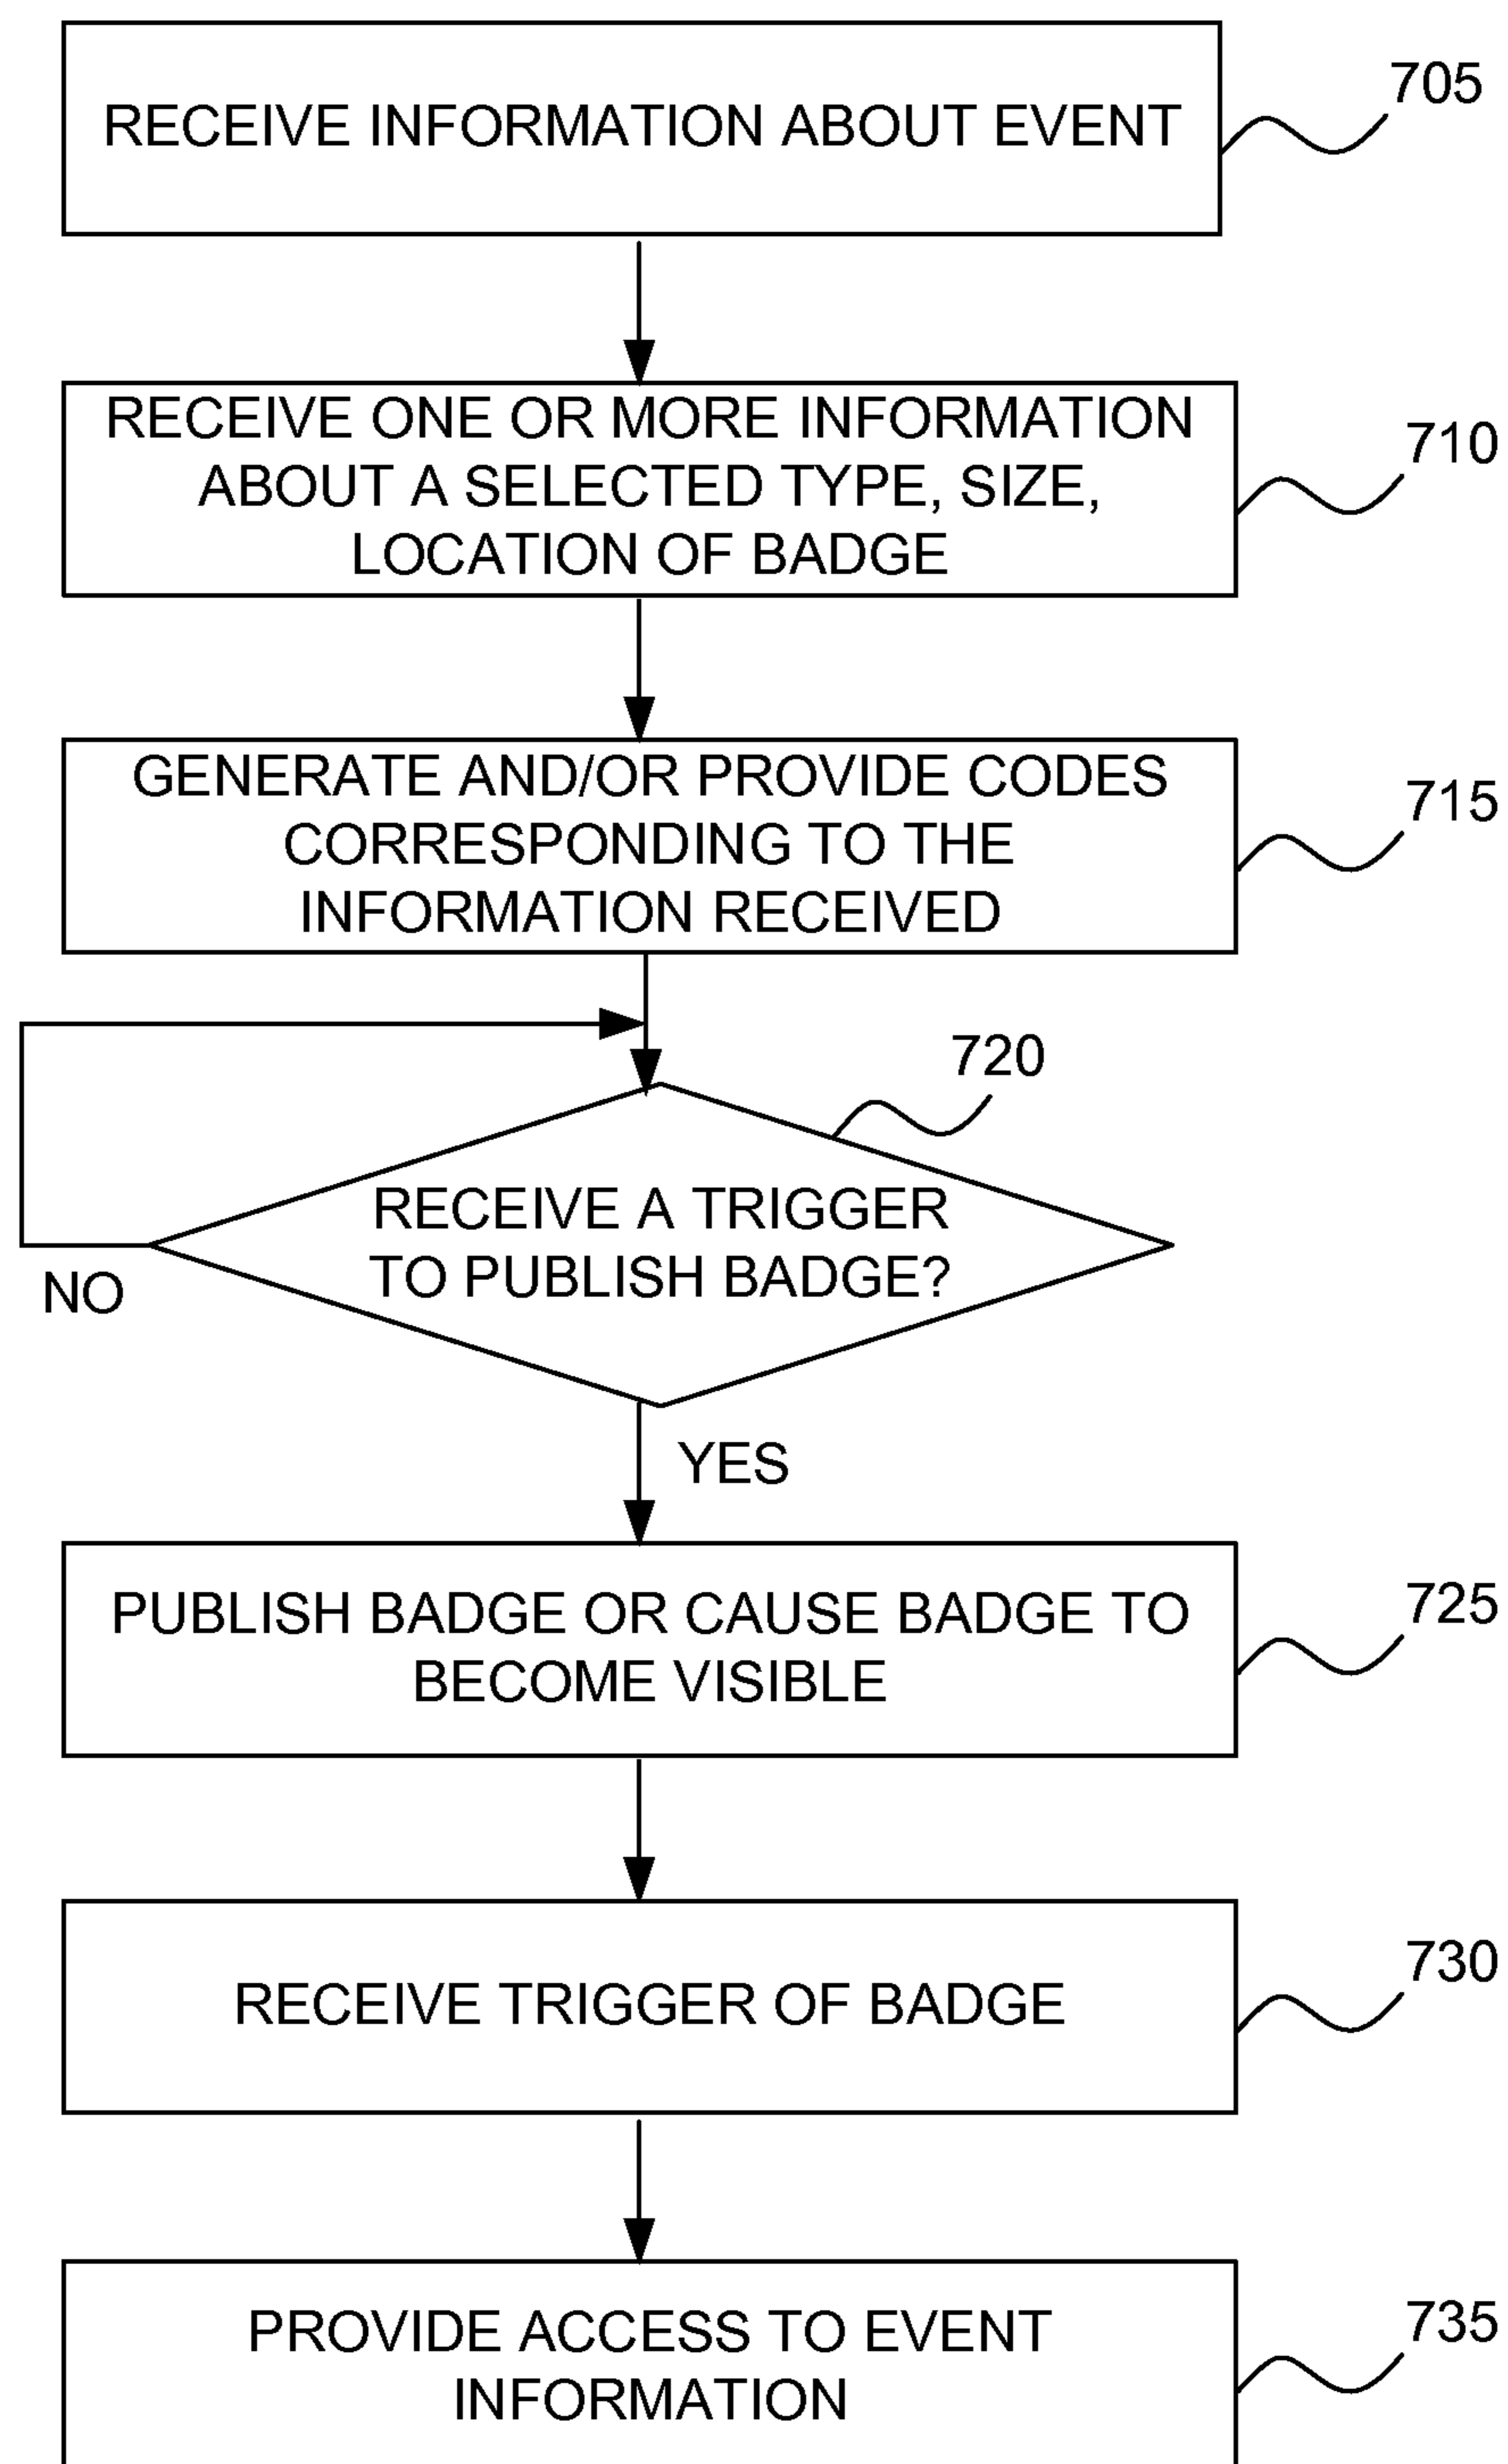 RECEIVE INFORMATION ABOUT EVENT
705
RECEIVE ONE OR MORE INFORMATION
ABOUT A SELECTED TYPE, SIZE,
LOCATION OF BADGE
710
GENERATE AND/OR PROVIDE CODES
CORRESPONDING TO THE
INFORMATION RECEIVED
715
720
RECEIVE A TRIGGER
TO PUBLISH BADGE?
NO
YES
PUBLISH BADGE OR CAUSE BADGE TO
BECOME VISIBLE
725
RECEIVE TRIGGER OF BADGE
730
PROVIDE ACCESS TO EVENT
INFORMATION
735